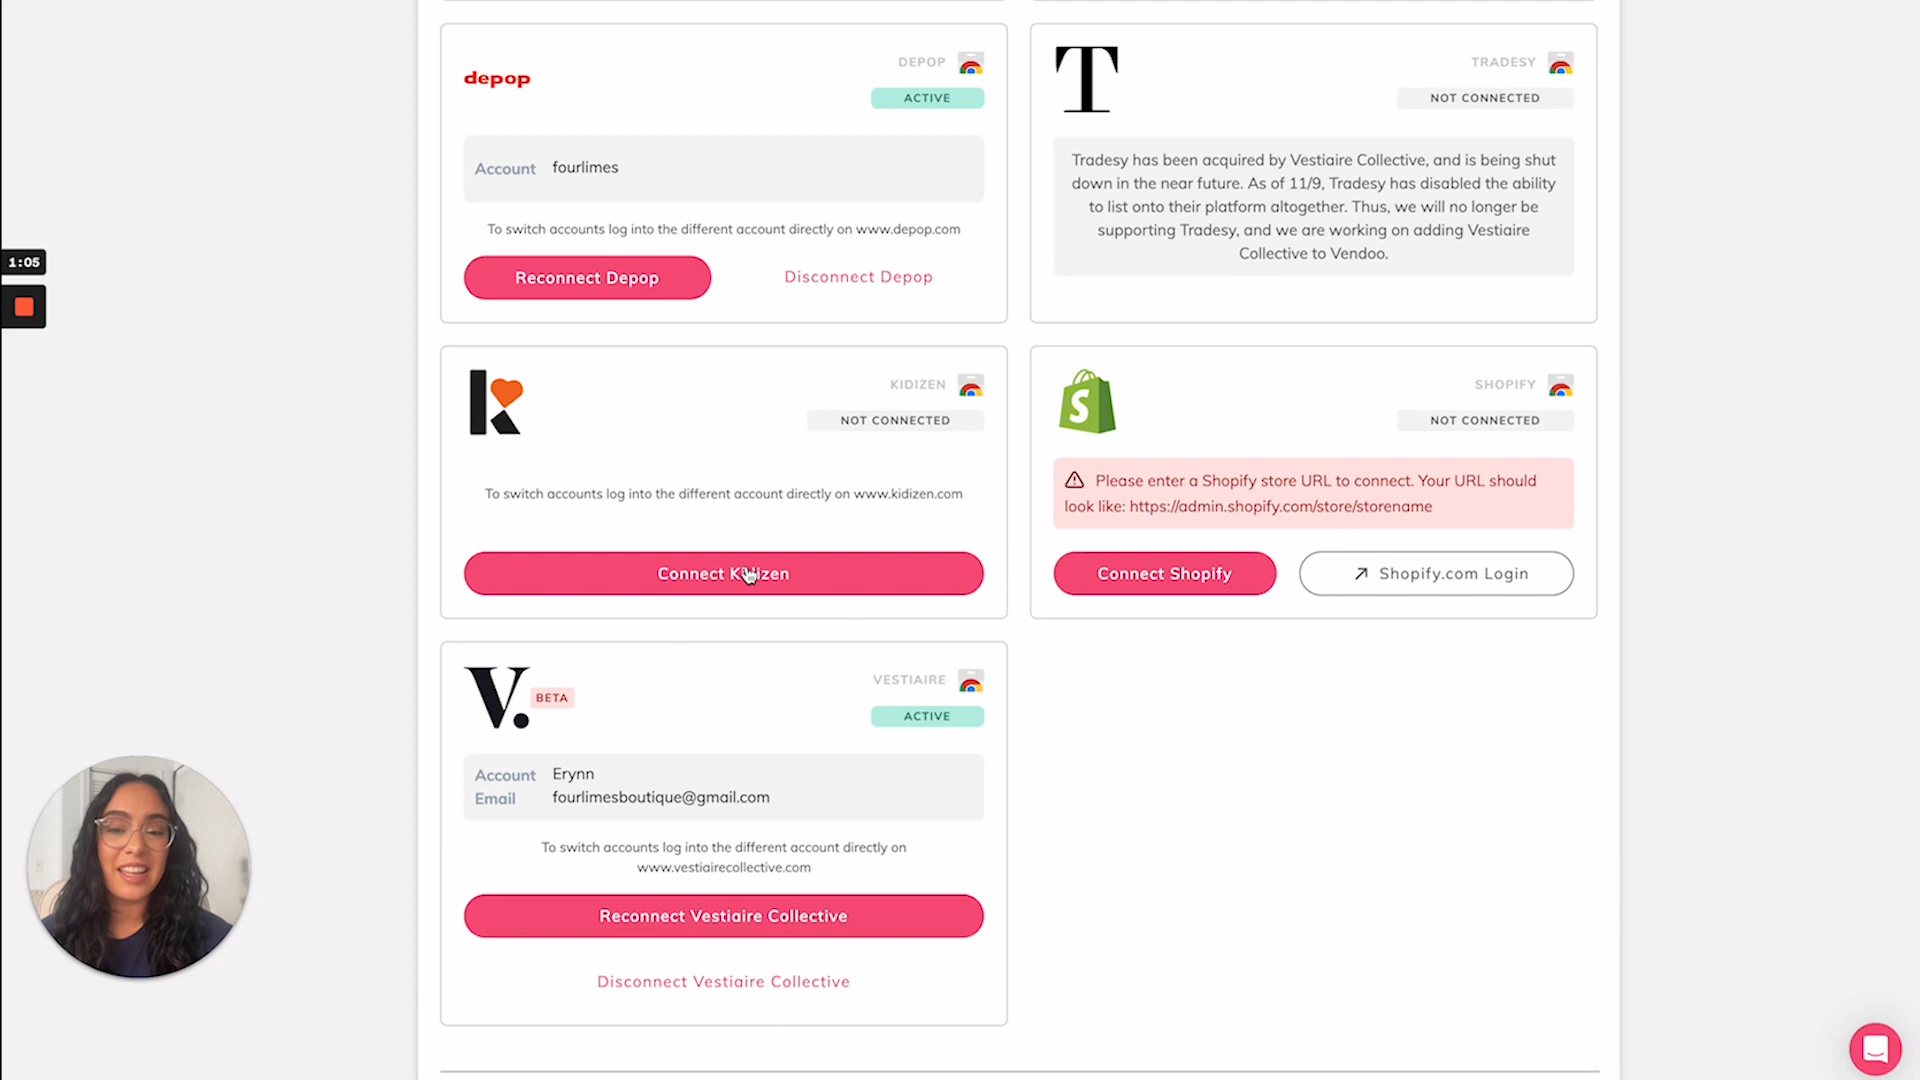 depop
DEPOP
ACTIVE
Account fourlimes
To switch accounts log into the different account directly on www.depop.com
Reconnect Depop
Disconnect Depop
T
TRADESY
NOT CONNECTED
Tradesy has been acquired by Vestiaire Collective, and is being shut
down in the near future. As of 11/9, Tradesy has disabled the ability
to list onto their platform altogether. Thus, we will no longer be
supporting Tradesy, and we are working on adding Vestiaire
Collective to Vendoo.
1:05
k
KIDIZEN
NOT CONNECTED
To switch accounts log into the different account directly on www.kidizen.com
Connect Kidizen
S
SHOPIFY
NOT CONNECTED
Please enter a Shopify store URL to connect. Your URL should
look like: https://admin.shopify.com/store/storename
Connect Shopify
Shopify.com Login
V.
BETA
VESTIAIRE
ACTIVE
Account Erynn
Email fourlimesboutique@gmail.com
To switch accounts log into the different account directly on
www.vestiairecollective.com
Reconnect Vestiaire Collective
Disconnect Vestiaire Collective